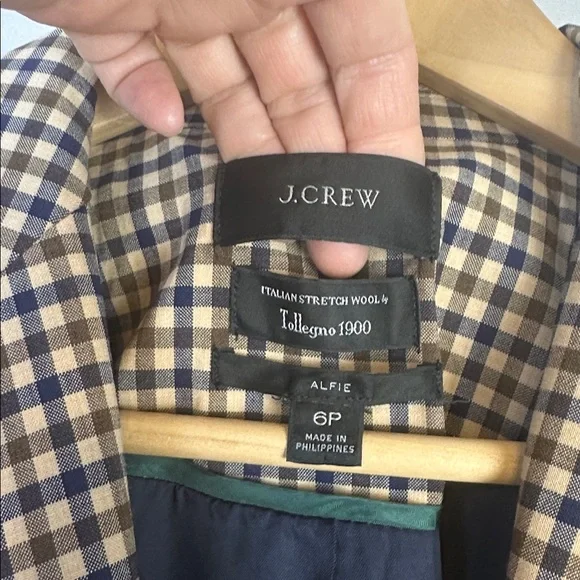 J.CREW
ITALIAN STRETCH WOOL by
Tollegno 1900
ALFIE
6P
MADE IN
PHILIPPINES